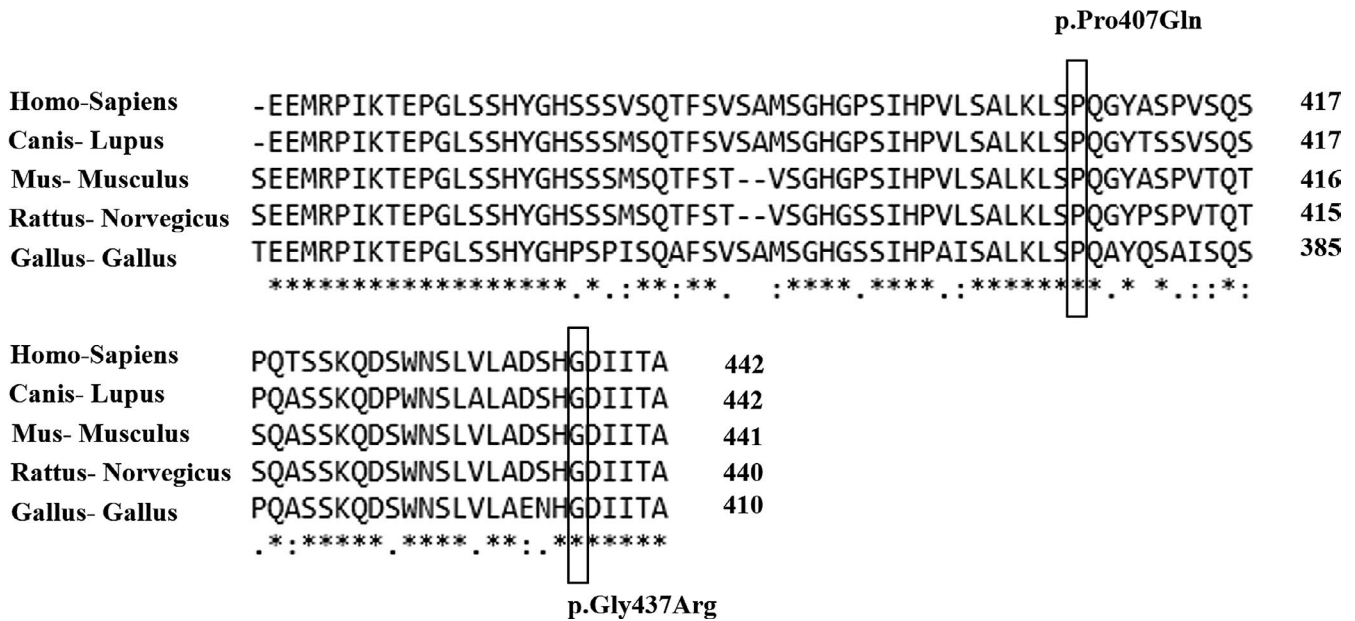 p.Pro407Gln
Homo-Sapiens -EEMRPIKTEPGLSSHYGHSSSVSQTFSVSAMSGHGPSIHPVLSALKLSPQGYASPVSQS 417
Canis- Lupus -EEMRPIKTEPGLSSHYGHSSSMSQTFSVSAMSGHGPSIHPVLSALKLSPQGYTSSVSQS 417
Mus- Musculus SEEMRPIKTEPGLSSHYGHSSSMSQTFST--VSGHGPSIHPVLSALKLSPQGYASPVTQT 416
Rattus- Norvegicus SEEMRPIKTEPGLSSHYGHSSSMSQTFST--VSGHGSSIHPVLSALKLSPQGYPSPVTQT 415
Gallus- Gallus TEEMRPIKTEPGLSSHYGHPSPISQAFSVSAMSGHGSSIHPAISALKLSPQAYQSAISQS 385
******************.*.:**:**.  :****.****.:********** .* *.::*:
Homo-Sapiens PQTSSKQDSWNSLVLADSHGDIITA 442
Canis- Lupus PQASSKQDPWNSLALADSHGDIITA 442
Mus- Musculus SQASSKQDSWNSLVLADSHGDIITA 441
Rattus- Norvegicus SQASSKQDSWNSLVLADSHGDIITA 440
Gallus- Gallus PQASSKQDSWNSLVLAENHGDIITA 410
.*:*****.****.**:.*******
p.Gly437Arg